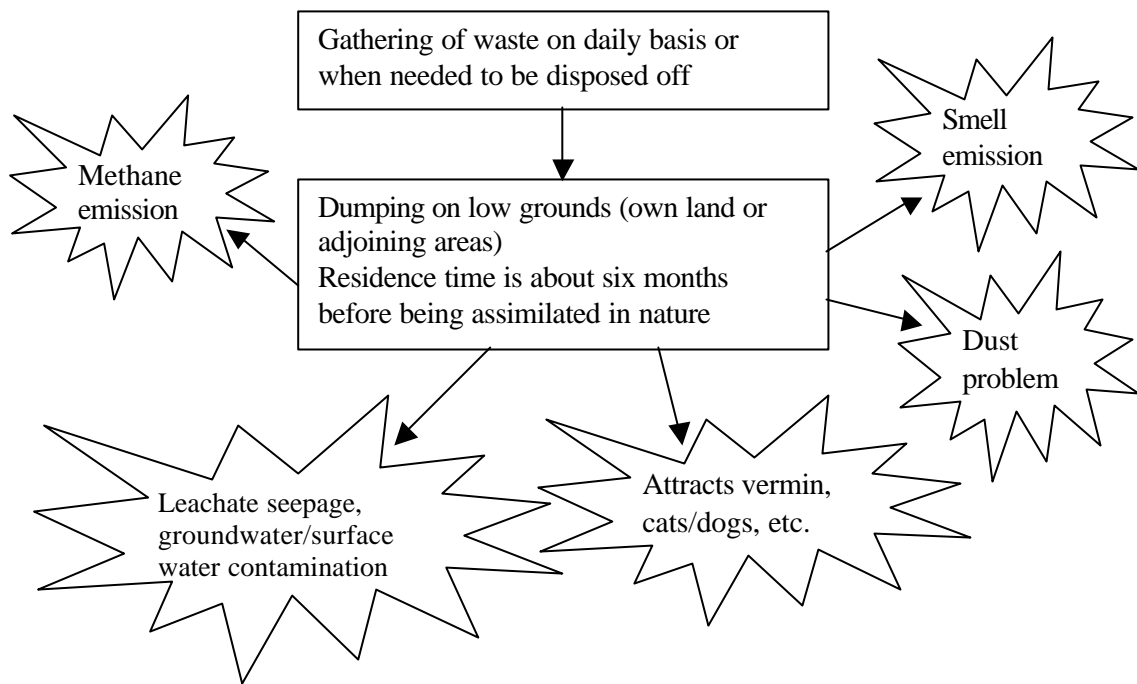 Gathering of waste on daily basis or
when needed to be disposed off
Smell
emission
Methane
emission
Dumping on low grounds (own land or
adjoining areas)
Residence time is about six months
before being assimilated in nature
Dust
problem
Leachate seepage,
groundwater/surface
water contamination
Attracts vermin,
cats/dogs, etc.